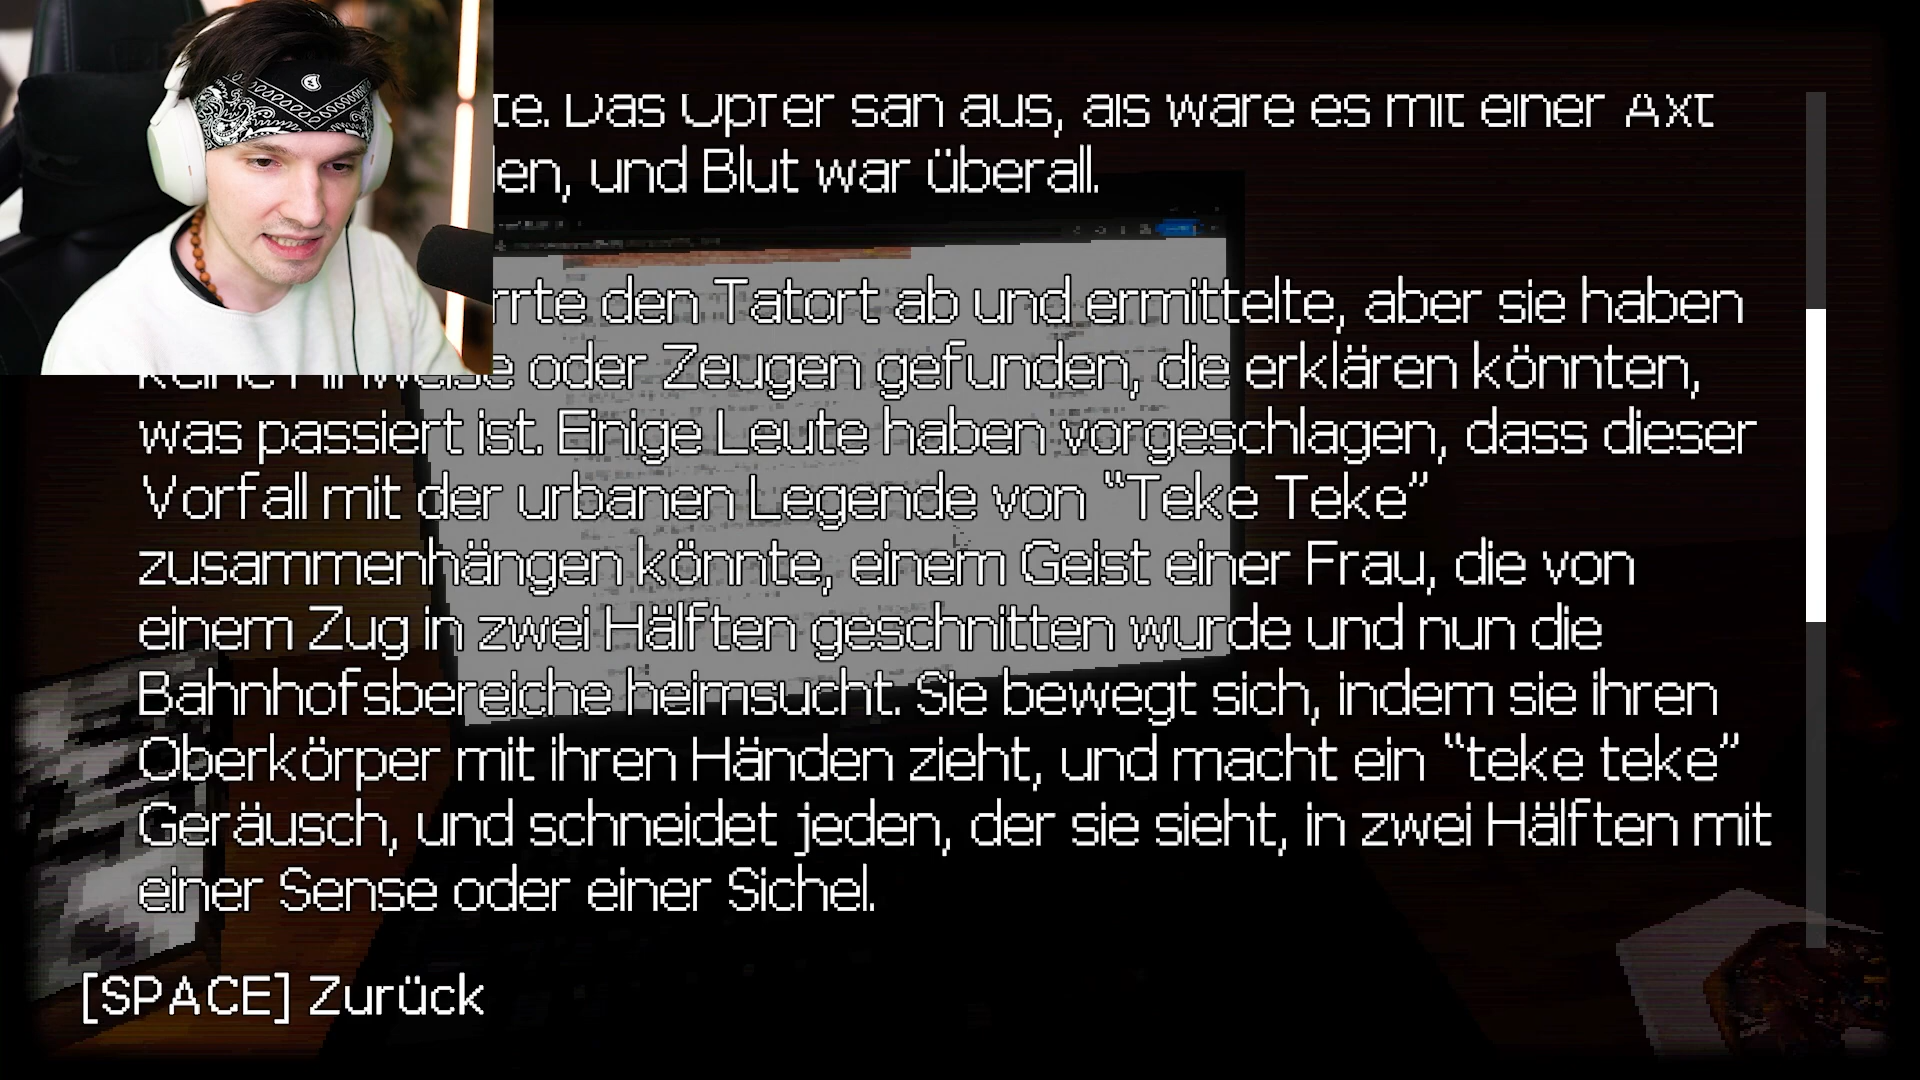 te. Das Opfer sah aus, als wäre es mit einer Axt
den, und Blut war überall.
rrte den Tatort ab und ermittelte, aber sie haben
keine Hinweise oder Zeugen gefunden, die erklären könnten,
was passiert ist. Einige Leute haben vorgeschlagen, dass dieser
Vorfall mit der urbanen Legende von “Teke Teke”
zusammenhängen könnte, einem Geist einer Frau, die von
einem Zug in zwei Hälften geschnitten wurde und nun die
Bahnhofsbereiche heimsucht. Sie bewegt sich, indem sie ihren
Oberkörper mit ihren Händen zieht, und macht ein “teke teke”
Geräusch, und schneidet jeden, der sie sieht, in zwei Hälften mit
einer Sense oder einer Sichel.
[SPACE] Zurück